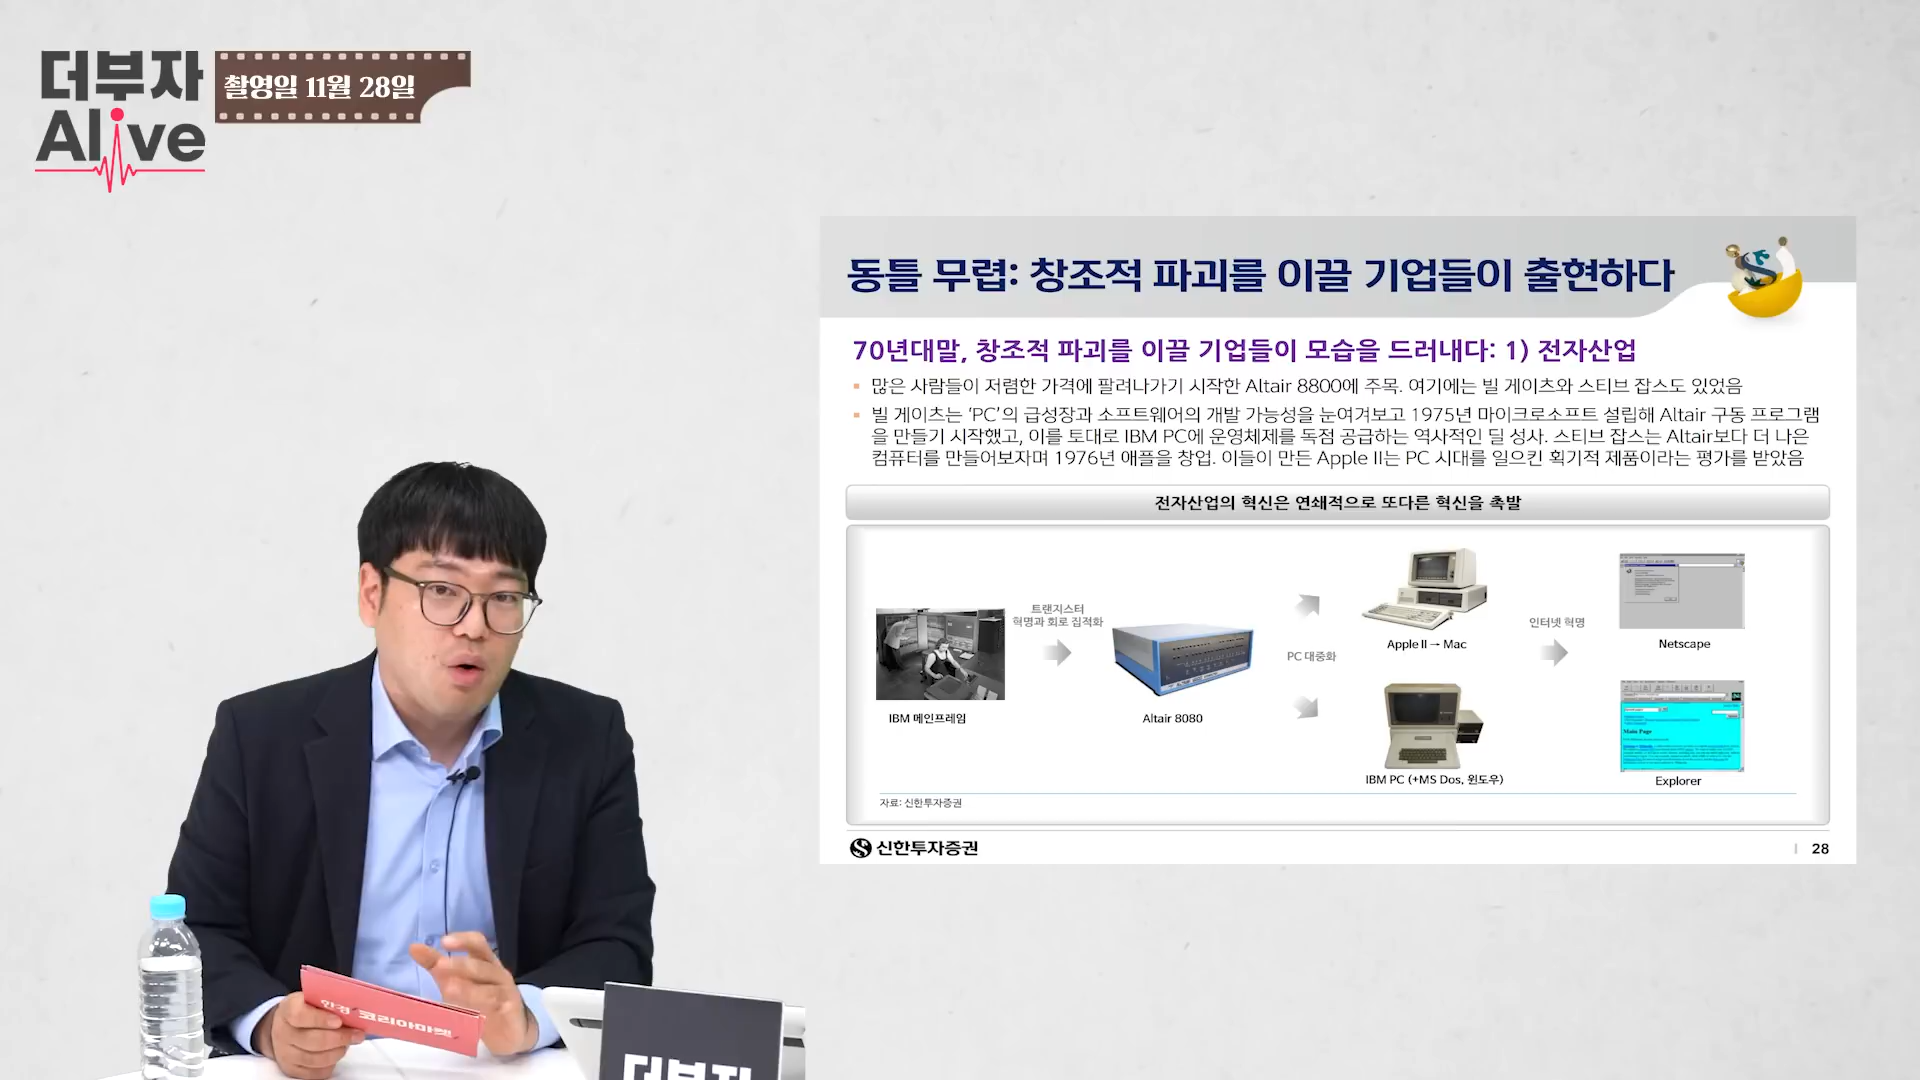 더부자
Alive
촬영일 11월 28일
동틀 무렵: 창조적 파괴를 이끌 기업들이 출현하다
70년대말, 창조적 파괴를 이끌 기업들이 모습을 드러내다: 1) 전자산업
많은 사람들이 저렴한 가격에 팔려나가기 시작한 Altair 8800에 주목. 여기에는 빌 게이츠와 스티브 잡스도 있었음
빌 게이츠는 ‘PC’의 급성장과 소프트웨어의 개발 가능성을 눈여겨보고 1975년 마이크로소프트 설립해 Altair 구동 프로그램
을 만들기 시작했고, 이를 토대로 IBM PC에 운영체제를 독점 공급하는 역사적인 딜 성사. 스티브 잡스는 Altair보다 더 나은
컴퓨터를 만들어보자며 1976년 애플을 창업. 이들이 만든 Apple II는 PC 시대를 일으킨 획기적 제품이라는 평가를 받았음
전자산업의 혁신은 연쇄적으로 또다른 혁신을 촉발
트랜지스터
혁명과 회로 집적화
IBM 메인프레임
Altair 8080
PC 대중화
Apple II → Mac
IBM PC (+MS Dos, 윈도우)
인터넷 혁명
Netscape
Main Page
Explorer
자료: 신한투자증권
신한투자증권
28
한경 코리아마켓
더부자